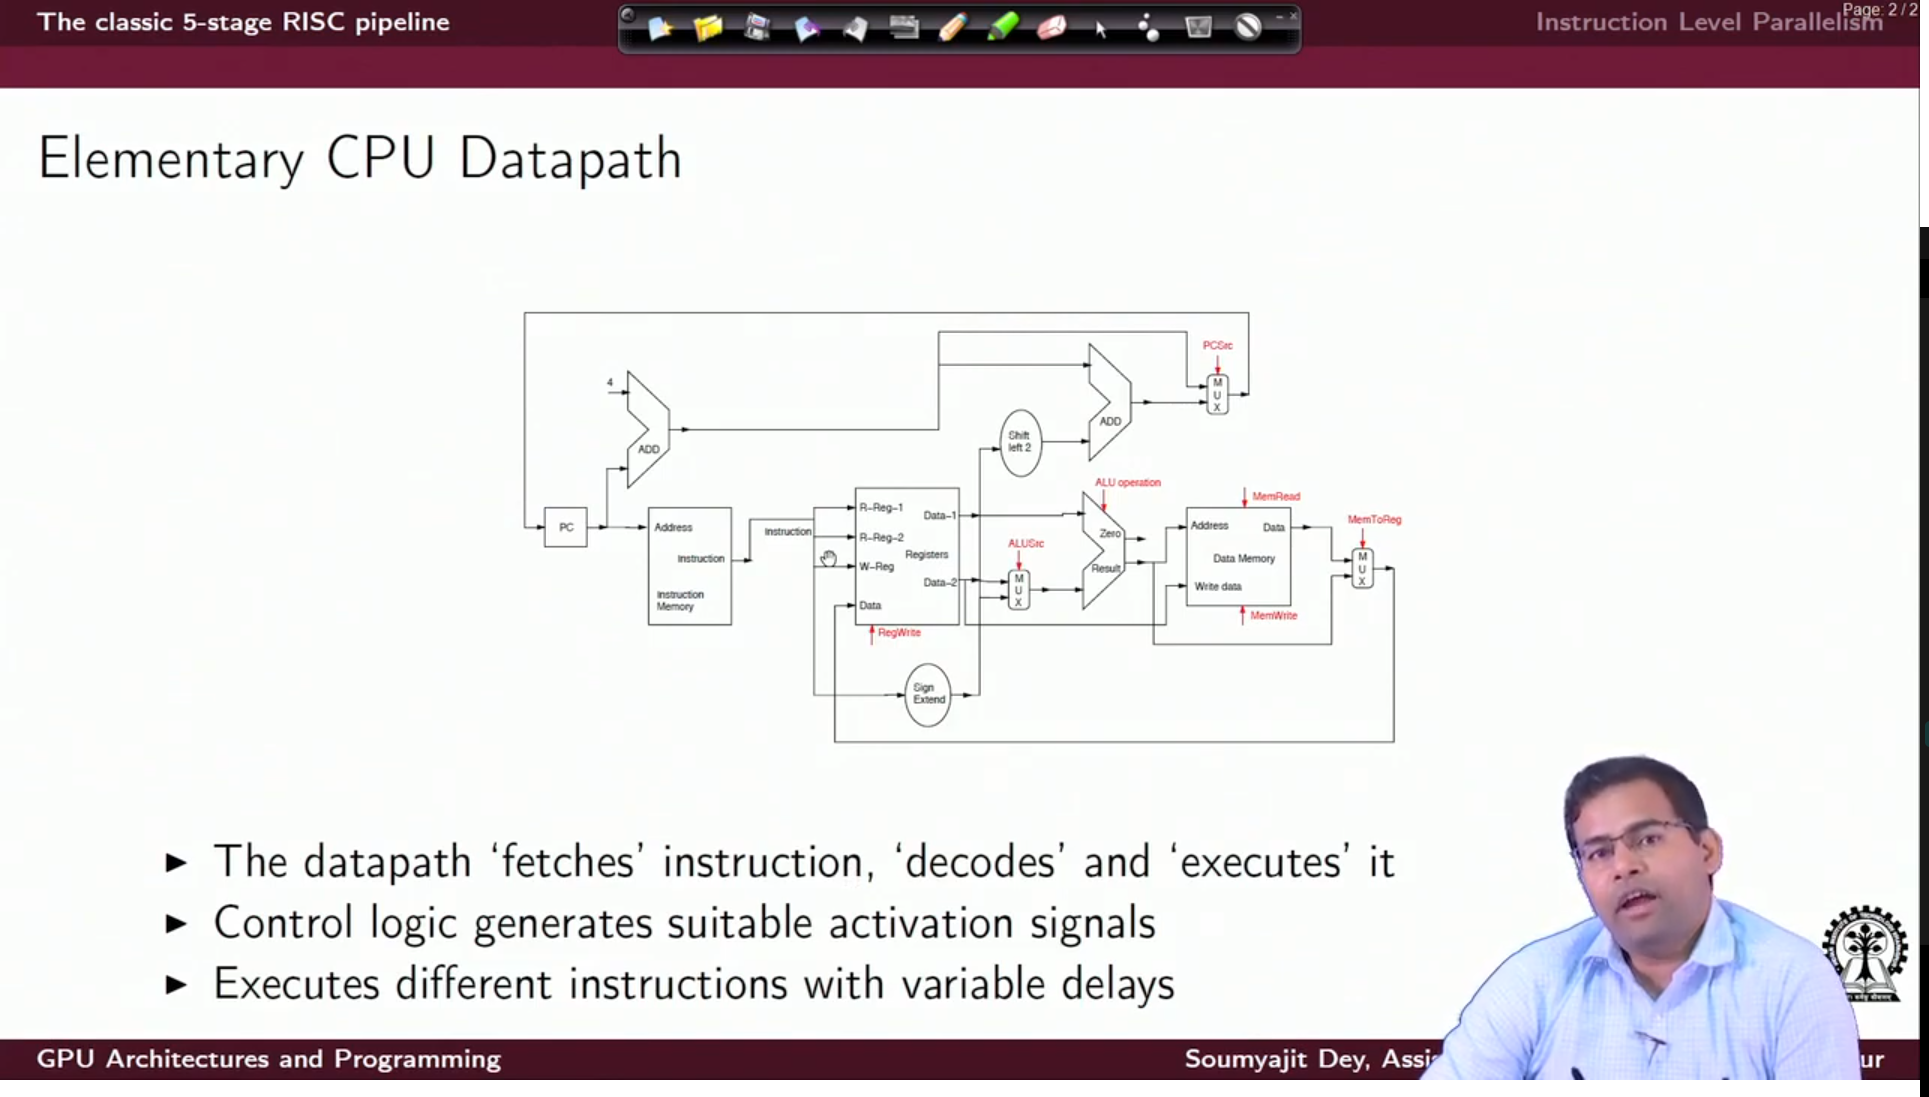 The classic 5-stage RISC pipeline
Instruction Level Parallelism
Page: 2 / 2
Elementary CPU Datapath
PCSrc
4
M
U
X
ADD
ADD
Shift
left 2
ALU operation
MemRead
MemToReg
PC
Address
Instruction
Instruction
Memory
Instruction
R-Reg-1
R-Reg-2
W-Reg
Data
Data-1
Registers
Data-2
RegWrite
ALUSrc
M
U
X
Zero
Result
Address
Data
Data Memory
Write data
MemWrite
M
U
X
Sign
Extend
► The datapath ‘fetches’ instruction, ‘decodes’ and ‘executes’ it
► Control logic generates suitable activation signals
► Executes different instructions with variable delays
GPU Architectures and Programming
Soumyajit Dey,